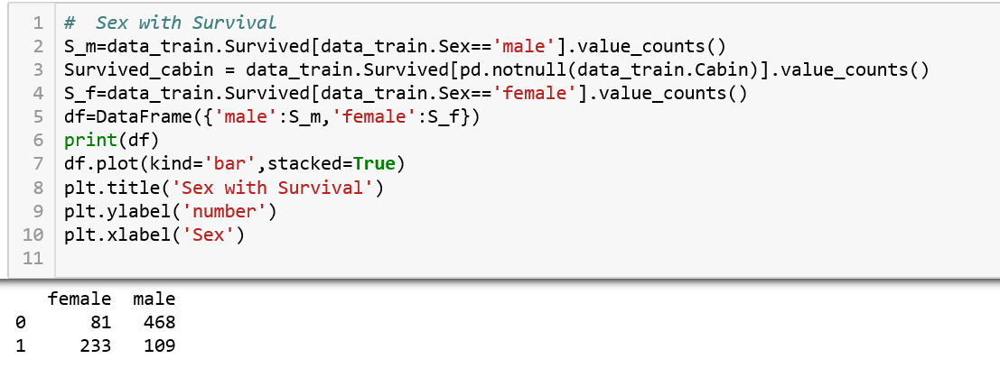 1 #  Sex with Survival
2 S_m=data_train.Survived[data_train.Sex=='male'].value_counts()
3 Survived_cabin = data_train.Survived[pd.notnull(data_train.Cabin)].value_counts()
4 S_f=data_train.Survived[data_train.Sex=='female'].value_counts()
5 df=DataFrame({'male':S_m,'female':S_f})
6 print(df)
7 df.plot(kind='bar',stacked=True)
8 plt.title('Sex with Survival')
9 plt.ylabel('number')
10 plt.xlabel('Sex')
11
female male
0 81 468
1 233 109